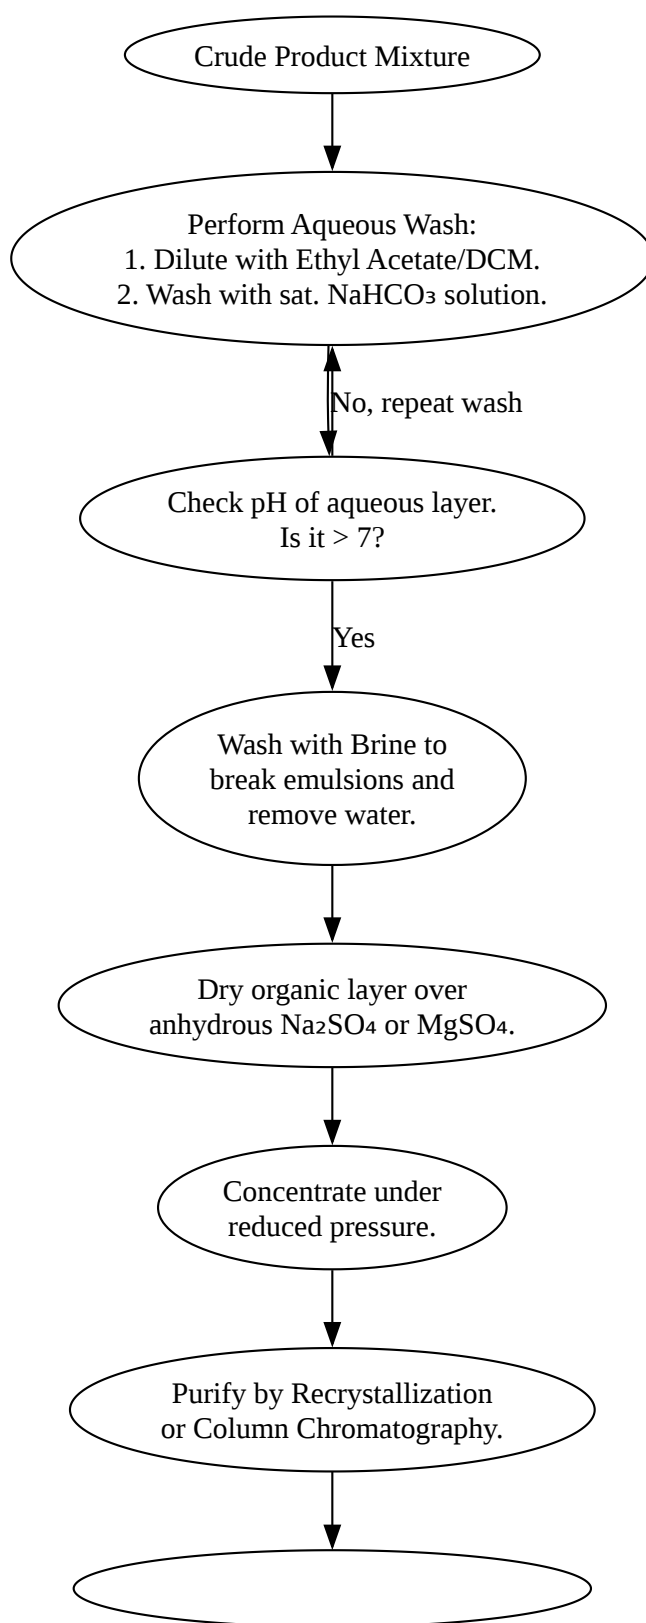 Crude Product Mixture
Perform Aqueous Wash:
1. Dilute with Ethyl Acetate/DCM.
2. Wash with sat. NaHCO₃ solution.
No, repeat wash
Check pH of aqueous layer.
Is it > 7?
Yes
Wash with Brine to
break emulsions and
remove water.
Dry organic layer over
anhydrous Na₂SO₄ or MgSO₄.
Concentrate under
reduced pressure.
Purify by Recrystallization
or Column Chromatography.